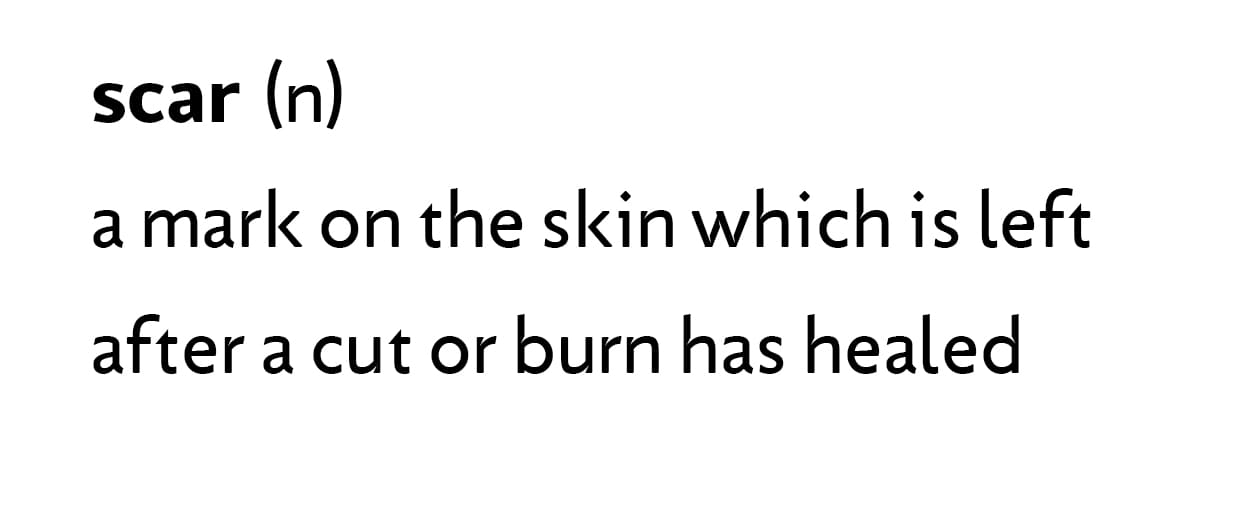 scar (n)
a mark on the skin which is left
after a cut or burn has healed